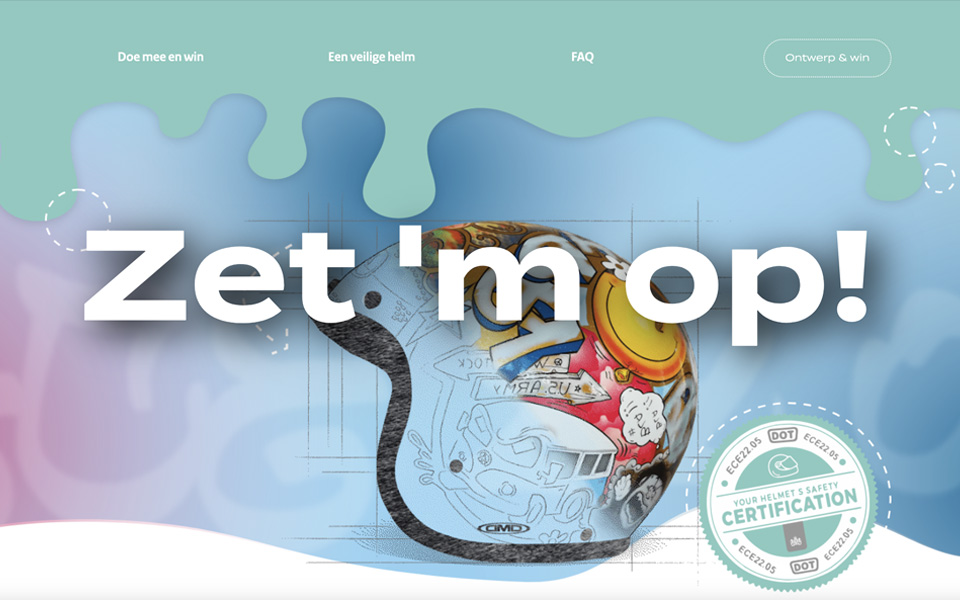 Doe mee en win
Een veilige helm
FAQ
Ontwerp & win
Zet 'm op!
U.S. ARMY
DMD
ECE22.05
DOT
ECE22.05
YOUR HELMET S SAFETY
CERTIFICATION
ECE22.05
DOT
ECE22.05